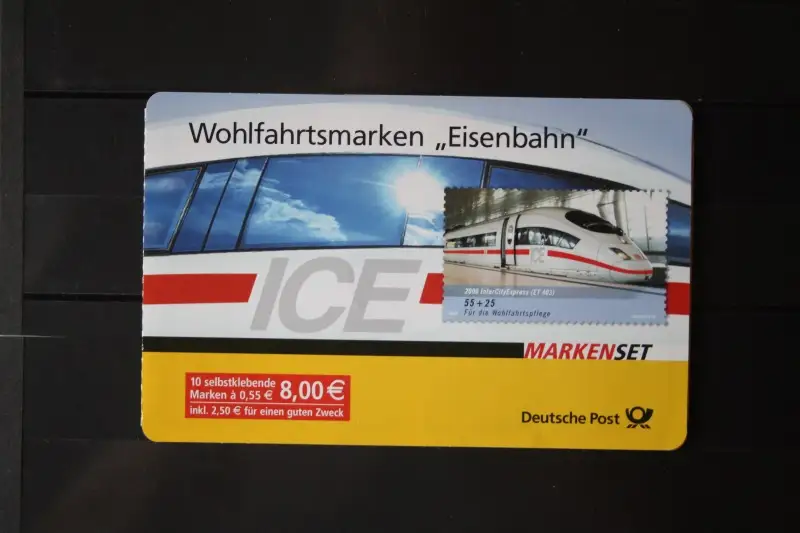 Wohlfahrtsmarken „Eisenbahn“
ICE
ICE
2006 InterCityExpress (ET 403)
55+25
Für die Wohlfahrtspflege
MARKENSET
10 selbstklebende
Marken à 0,55 € 8,00 €
inkl. 2,50 € für einen guten Zweck
Deutsche Post